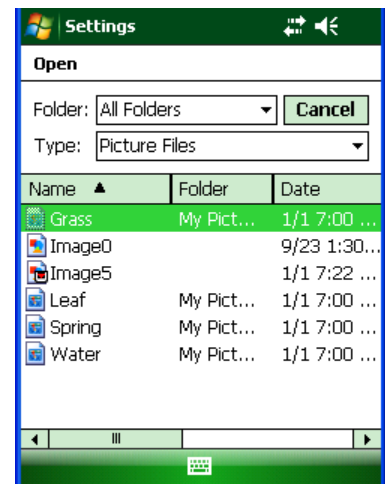 Settings
Open
Folder: All Folders Cancel
Type: Picture Files
Name Folder Date
Grass My Pict... 1/1 7:00 ...
Image0 9/23 1:30...
Image5 1/1 7:22 ...
Leaf My Pict... 1/1 7:00 ...
Spring My Pict... 1/1 7:00 ...
Water My Pict... 1/1 7:00 ...